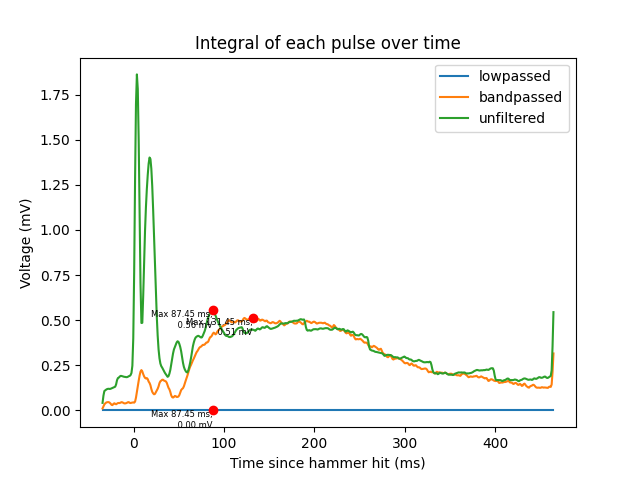 Integral of each pulse over time
lowpassed
bandpassed
unfiltered
Voltage (mV)
1.75
1.50
1.25
1.00
0.75
0.50
0.25
0.00
Max 87.45 ms,
0.56 mV
Max 131.45 ms,
0.51 mV
Max 87.45 ms,
0.00 mV
0
100
200
300
400
Time since hammer hit (ms)